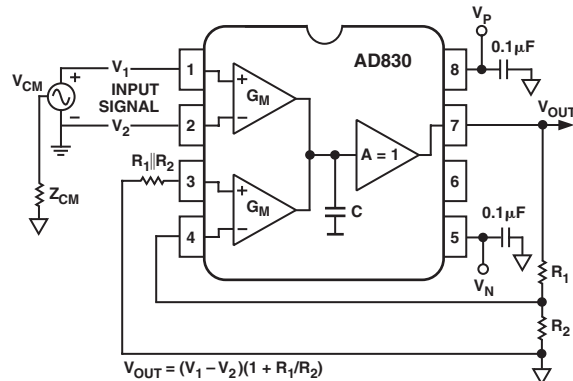 V_P
0.1µF
AD830
V_1
1
8
V_CM
+
–
INPUT
SIGNAL
G_M
+
–
V_2
2
7
V_OUT
A = 1
R_1||R_2
3
6
Z_CM
G_M
+
–
C
4
5
0.1µF
V_N
R_1
R_2
V_OUT = (V_1 – V_2)(1 + R_1/R_2)